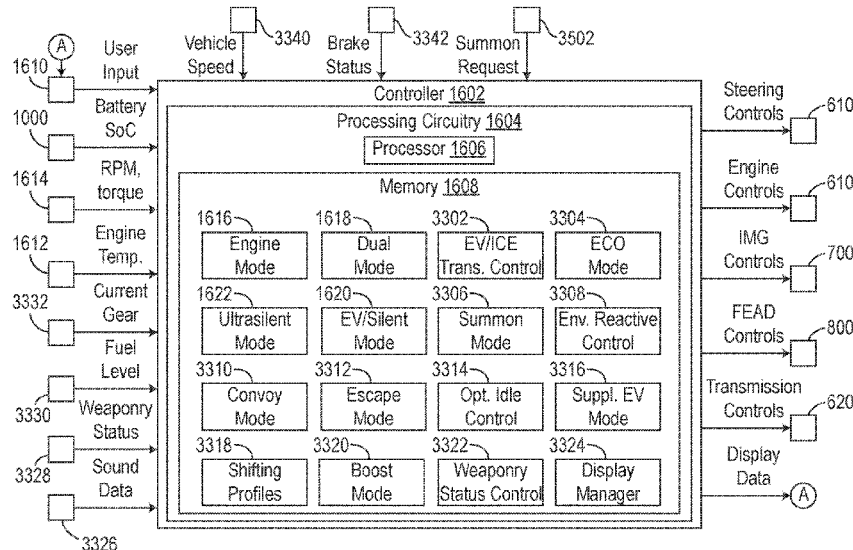 3340
3342
3502
A
1610
User
Input
Vehicle
Speed
Brake
Status
Summon
Request
Controller 1602
Processing Circuitry 1604
Processor 1606
Memory 1608
1000
Battery
SoC
1614
RPM,
torque
1612
Engine
Temp.
3332
Current
Gear
3330
Fuel
Level
3328
Weaponry
Status
3326
Sound
Data
1616
Engine
Mode
1618
Dual
Mode
3302
EV/ICE
Trans. Control
3304
ECO
Mode
1622
Ultrasilent
Mode
1620
EV/Silent
Mode
3306
Summon
Mode
3308
Env. Reactive
Control
3310
Convoy
Mode
3312
Escape
Mode
3314
Opt. Idle
Control
3316
Suppl. EV
Mode
3318
Shifting
Profiles
3320
Boost
Mode
3322
Weaponry
Status Control
3324
Display
Manager
Steering
Controls
610
Engine
Controls
610
IMG
Controls
700
FEAD
Controls
800
Transmission
Controls
620
Display
Data
A